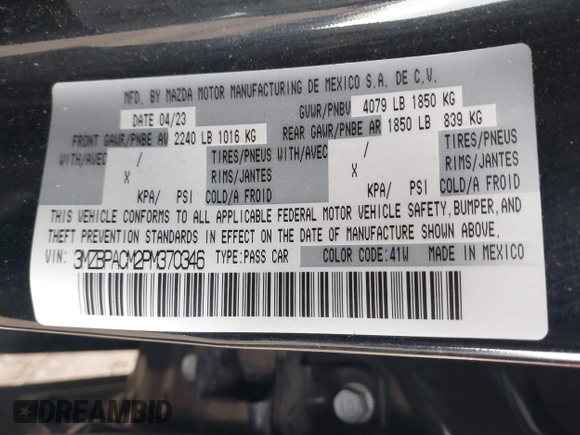 MFD. BY MAZDA MOTOR MANUFACTURING DE MEXICO S.A. DE C.V.
DATE 04/23 GVWR/PNBV 4079 LB 1850 KG
FRONT GAWR/PNBE AV 2240 LB 1016 KG REAR GAWR/PNBE AR 1850 LB 839 KG
WITH/AVEC / TIRES/PNEUS WITH/AVEC / TIRES/PNEUS
X RIMS/JANTES X RIMS/JANTES
KPA/ PSI COLD/A FROID KPA/ PSI COLD/A FROID
THIS VEHICLE CONFORMS TO ALL APPLICABLE FEDERAL MOTOR VEHICLE SAFETY, BUMPER, AND
THEFT PREVENTION STANDARDS IN EFFECT ON THE DATE OF MANUFACTURE SHOWN ABOVE.
VIN: 3MZBPACM2PM370346 TYPE:PASS CAR COLOR CODE:41W MADE IN MEXICO
DREAMBID